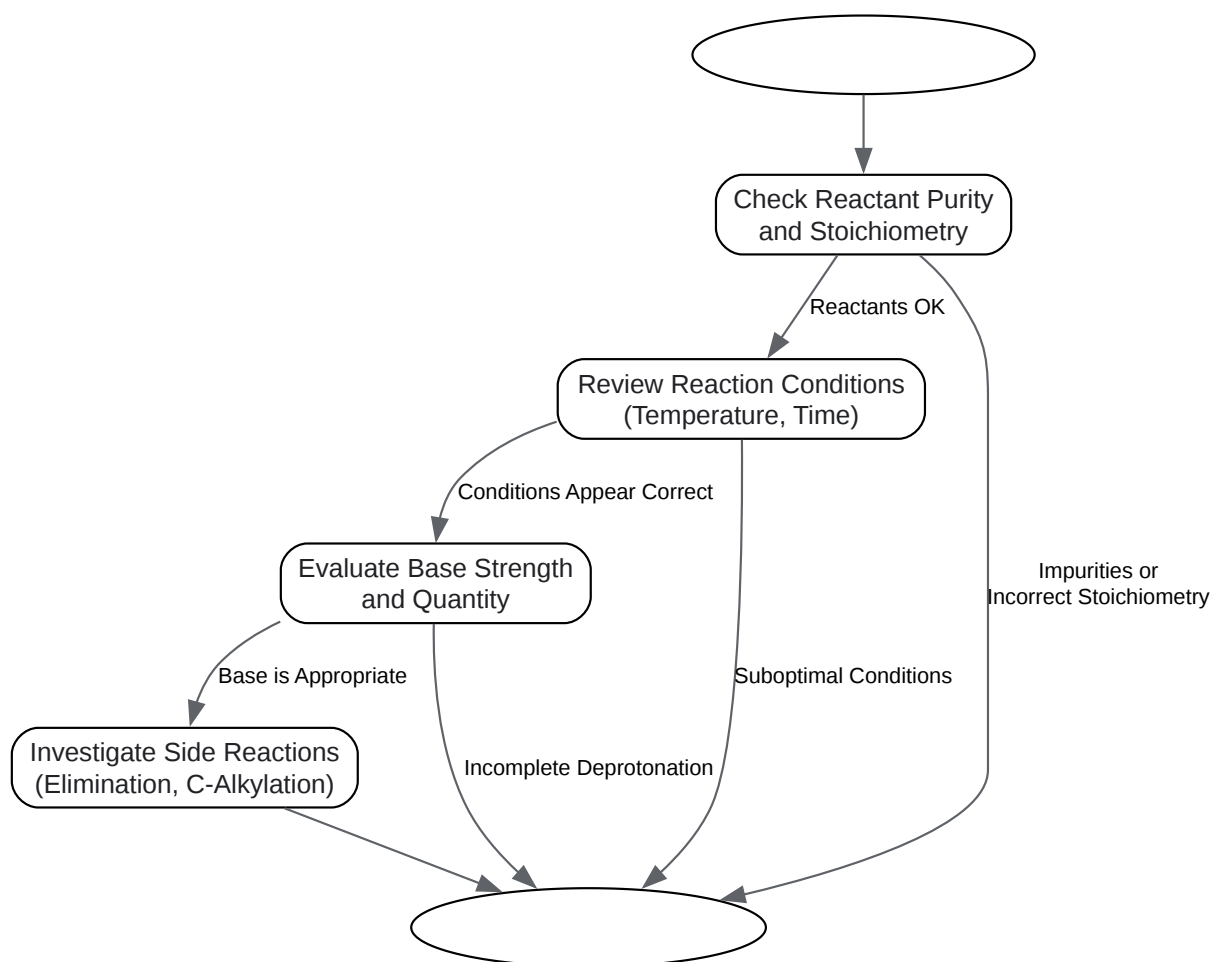 Check Reactant Purity
and Stoichiometry
Reactants OK
Review Reaction Conditions
(Temperature, Time)
Conditions Appear Correct
Evaluate Base Strength
and Quantity
Impurities or
Incorrect Stoichiometry
Base is Appropriate
Suboptimal Conditions
Investigate Side Reactions
(Elimination, C-Alkylation)
Incomplete Deprotonation